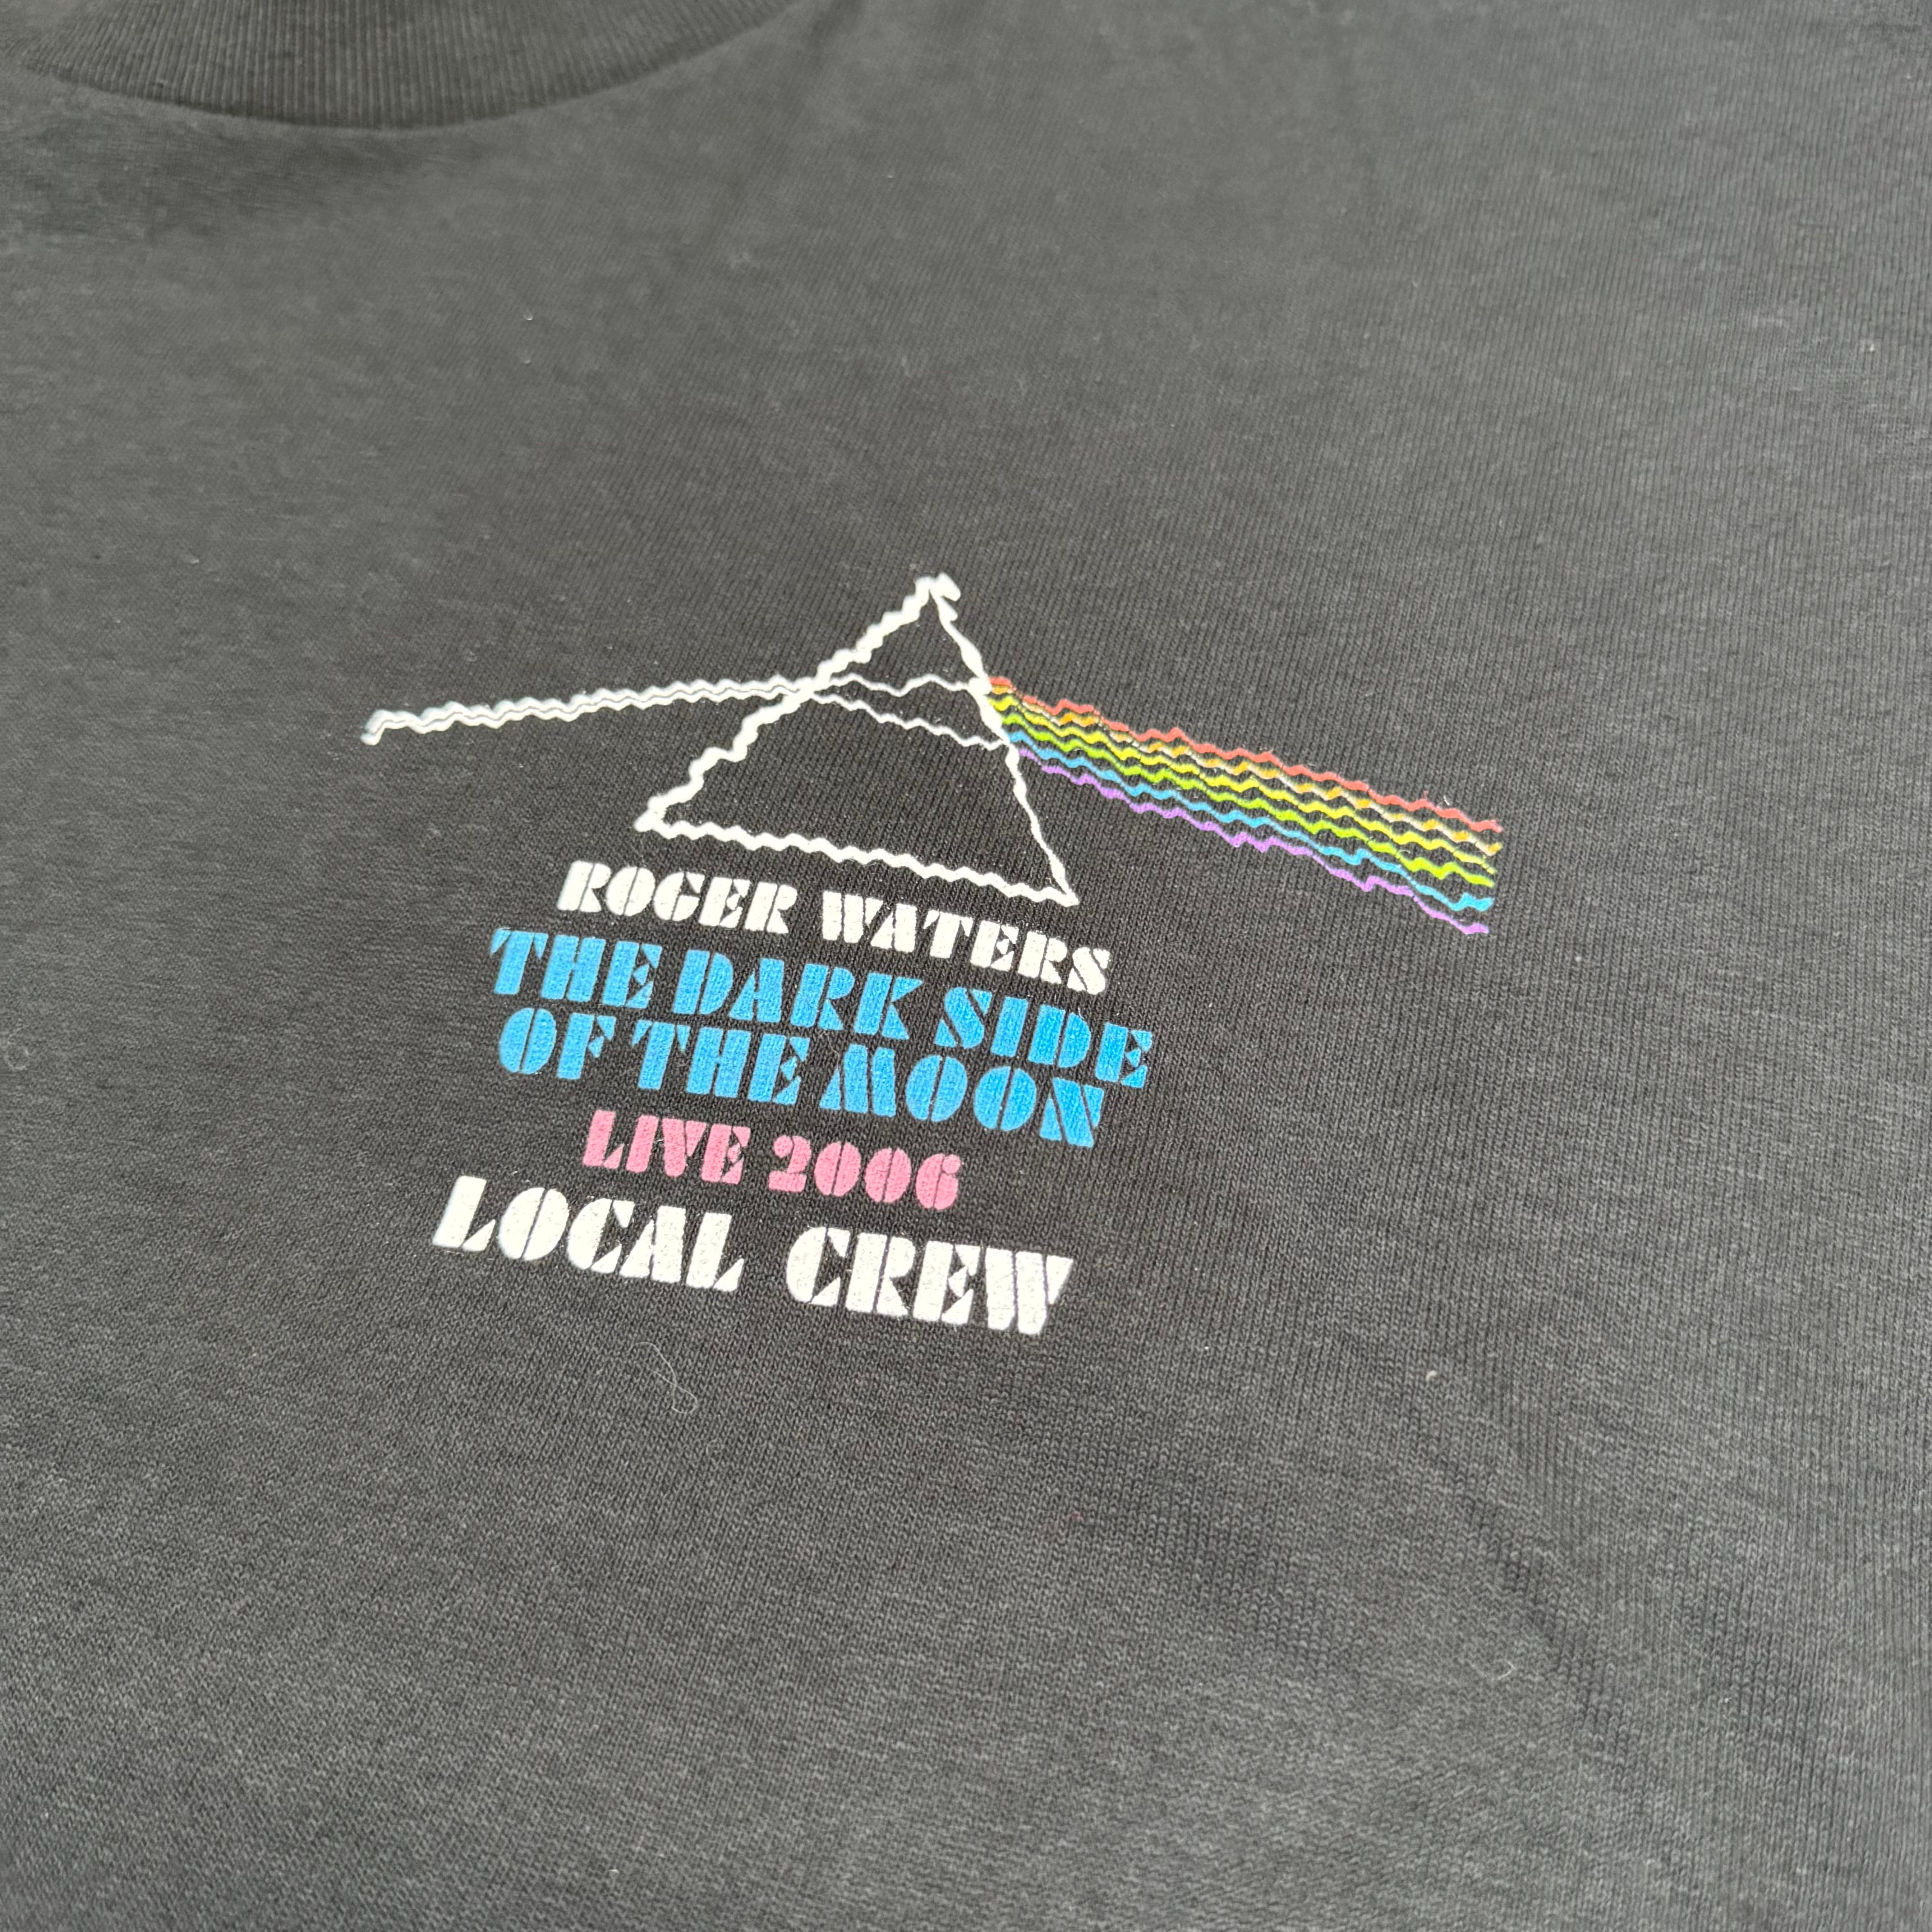 ROGER WATERS
THE DARK SIDE
OF THE MOON
LIVE 2006
LOCAL CREW